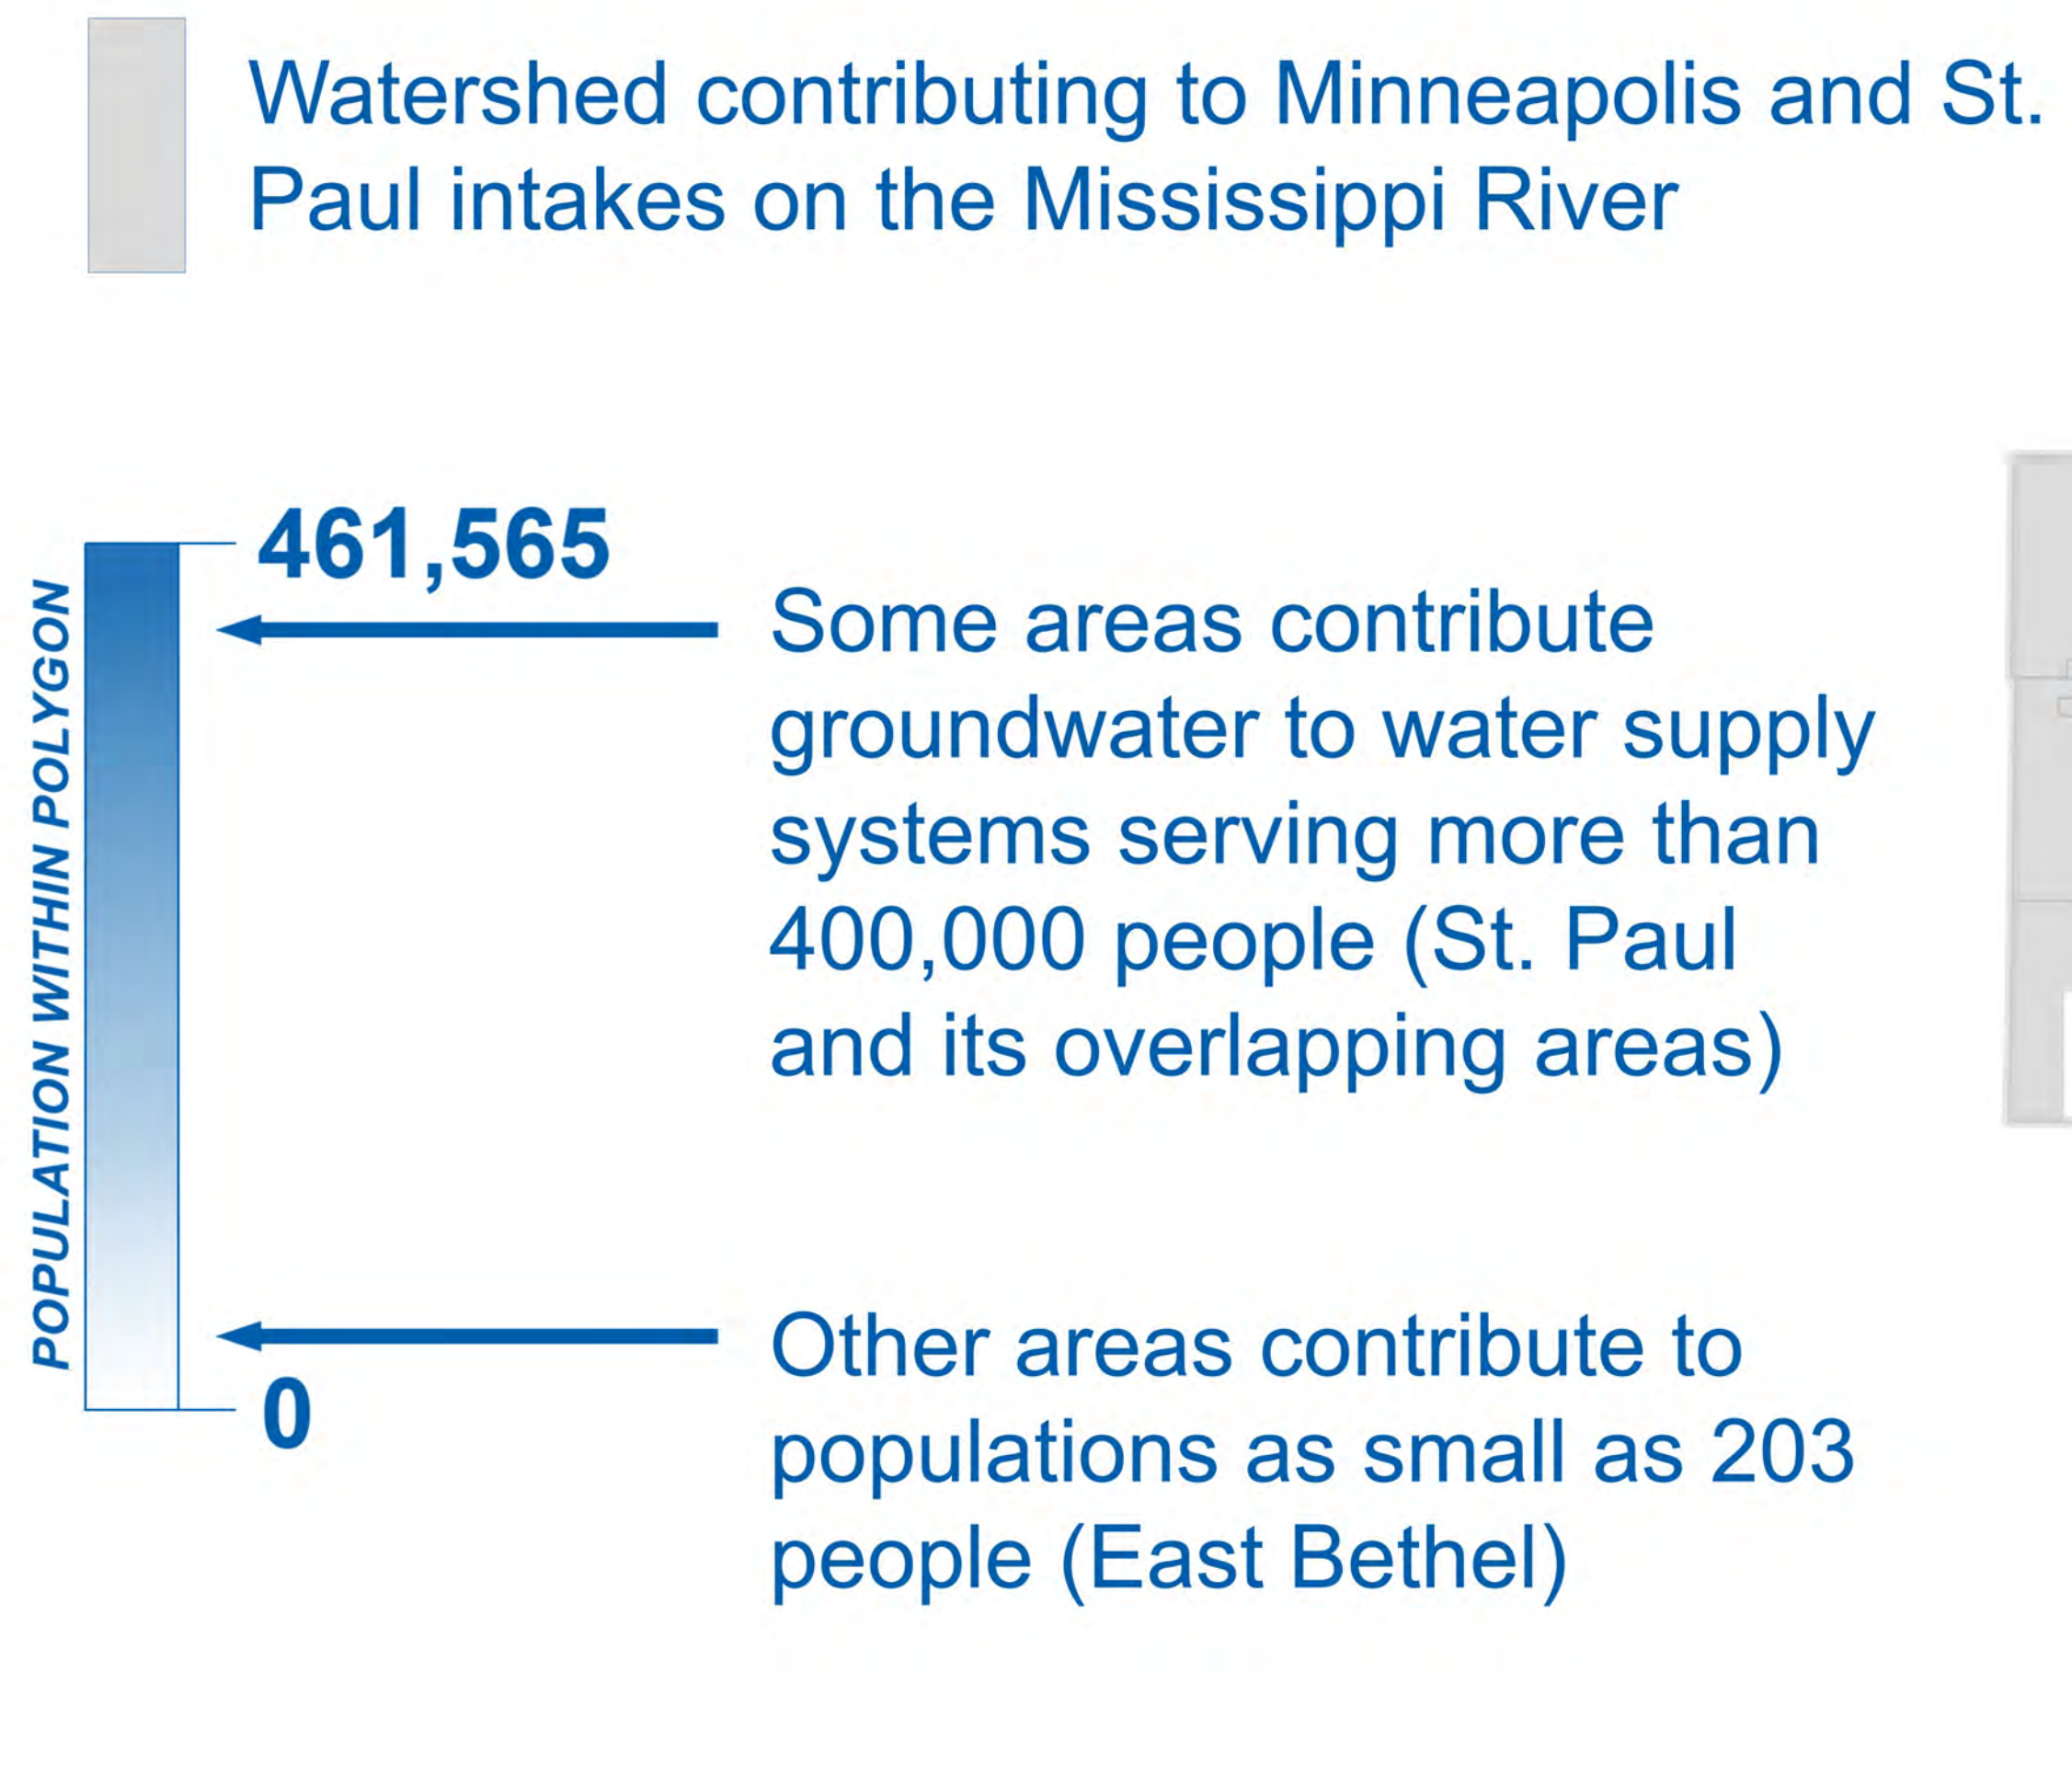 Watershed contributing to Minneapolis and St.
Paul intakes on the Mississippi River
POPULATION WITHIN POLYGON
461,565
Some areas contribute
groundwater to water supply
systems serving more than
400,000 people (St. Paul
and its overlapping areas)
Other areas contribute to
populations as small as 203
people (East Bethel)
0